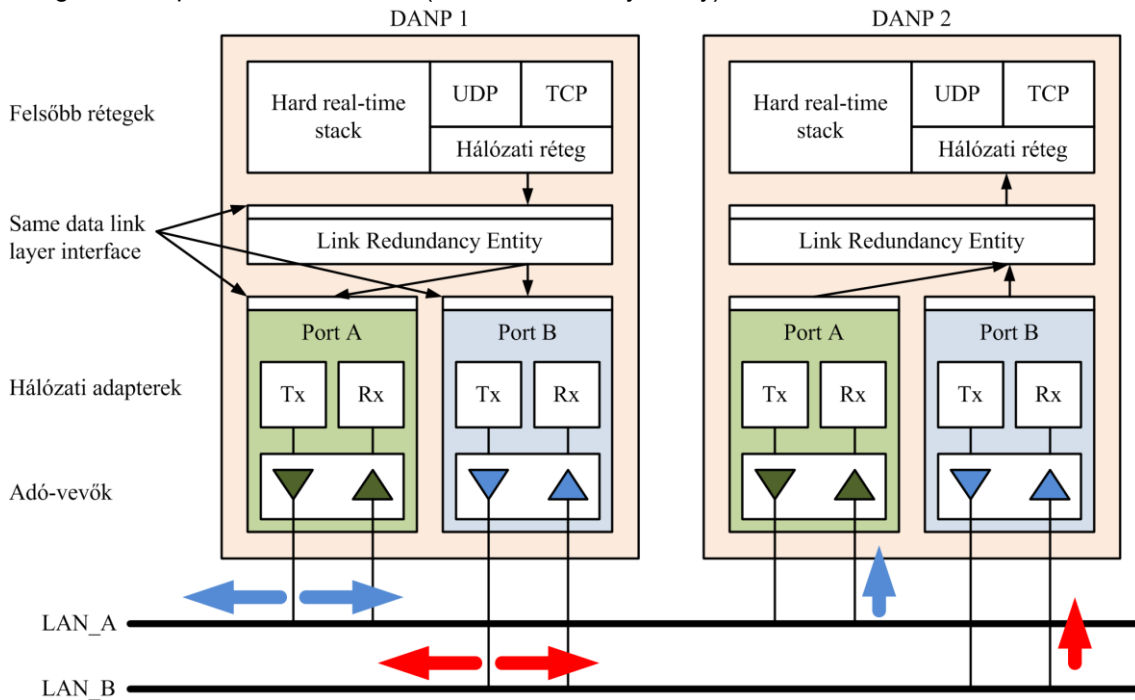 DANP 1
DANP 2
Felsőbb rétegek
Hard real-time
stack
UDP
TCP
Hálózati réteg
Hard real-time
stack
UDP
TCP
Hálózati réteg
Same data link
layer interface
Link Redundancy Entity
Link Redundancy Entity
Port A
Port B
Port A
Port B
Hálózati adapterek
Tx
Rx
Tx
Rx
Tx
Rx
Tx
Rx
Adó-vevők
LAN_A
LAN_B